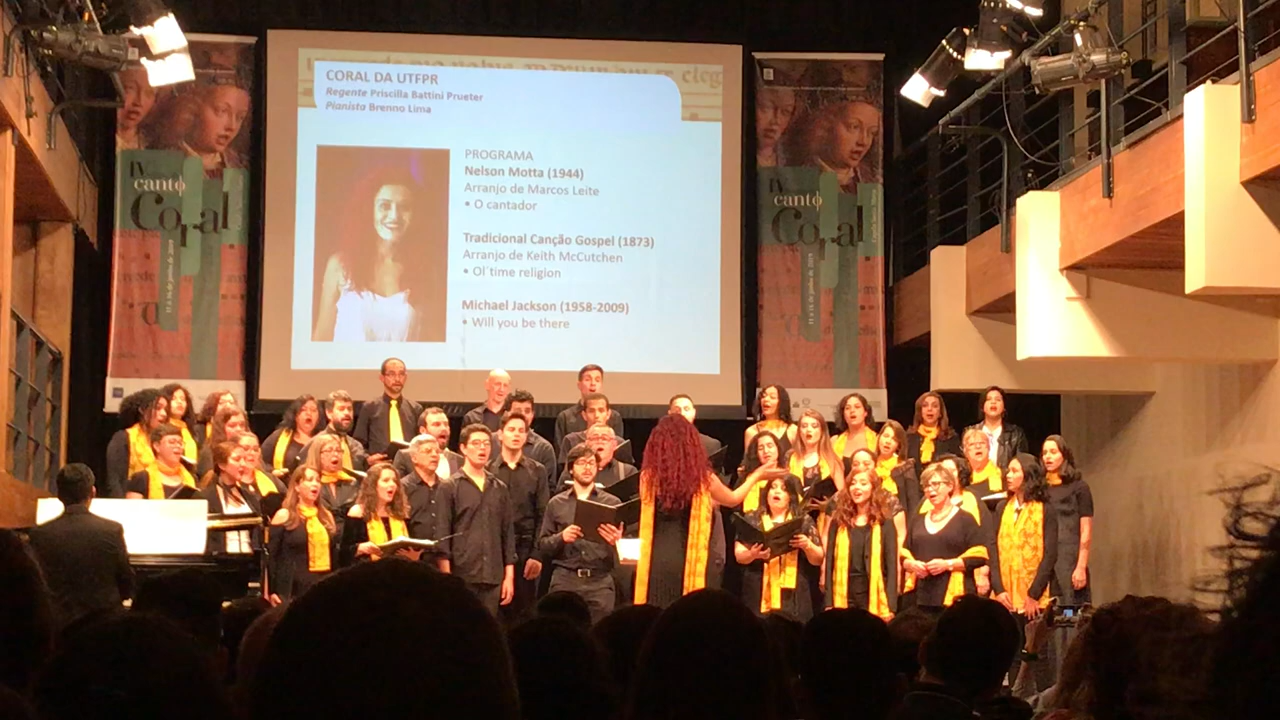 CORAL DA UTFPR
Regente Priscilla Battini Prueter
Pianista Brenno Lima
PROGRAMA
Nelson Motta (1944)
Arranjo de Marcos Leite
• O cantador
Tradicional Canção Gospel (1873)
Arranjo de Keith McCutchen
• Ol´time religion
Michael Jackson (1958-2009)
• Will you be there
IV
canto
Coral
IV
canto
Coral